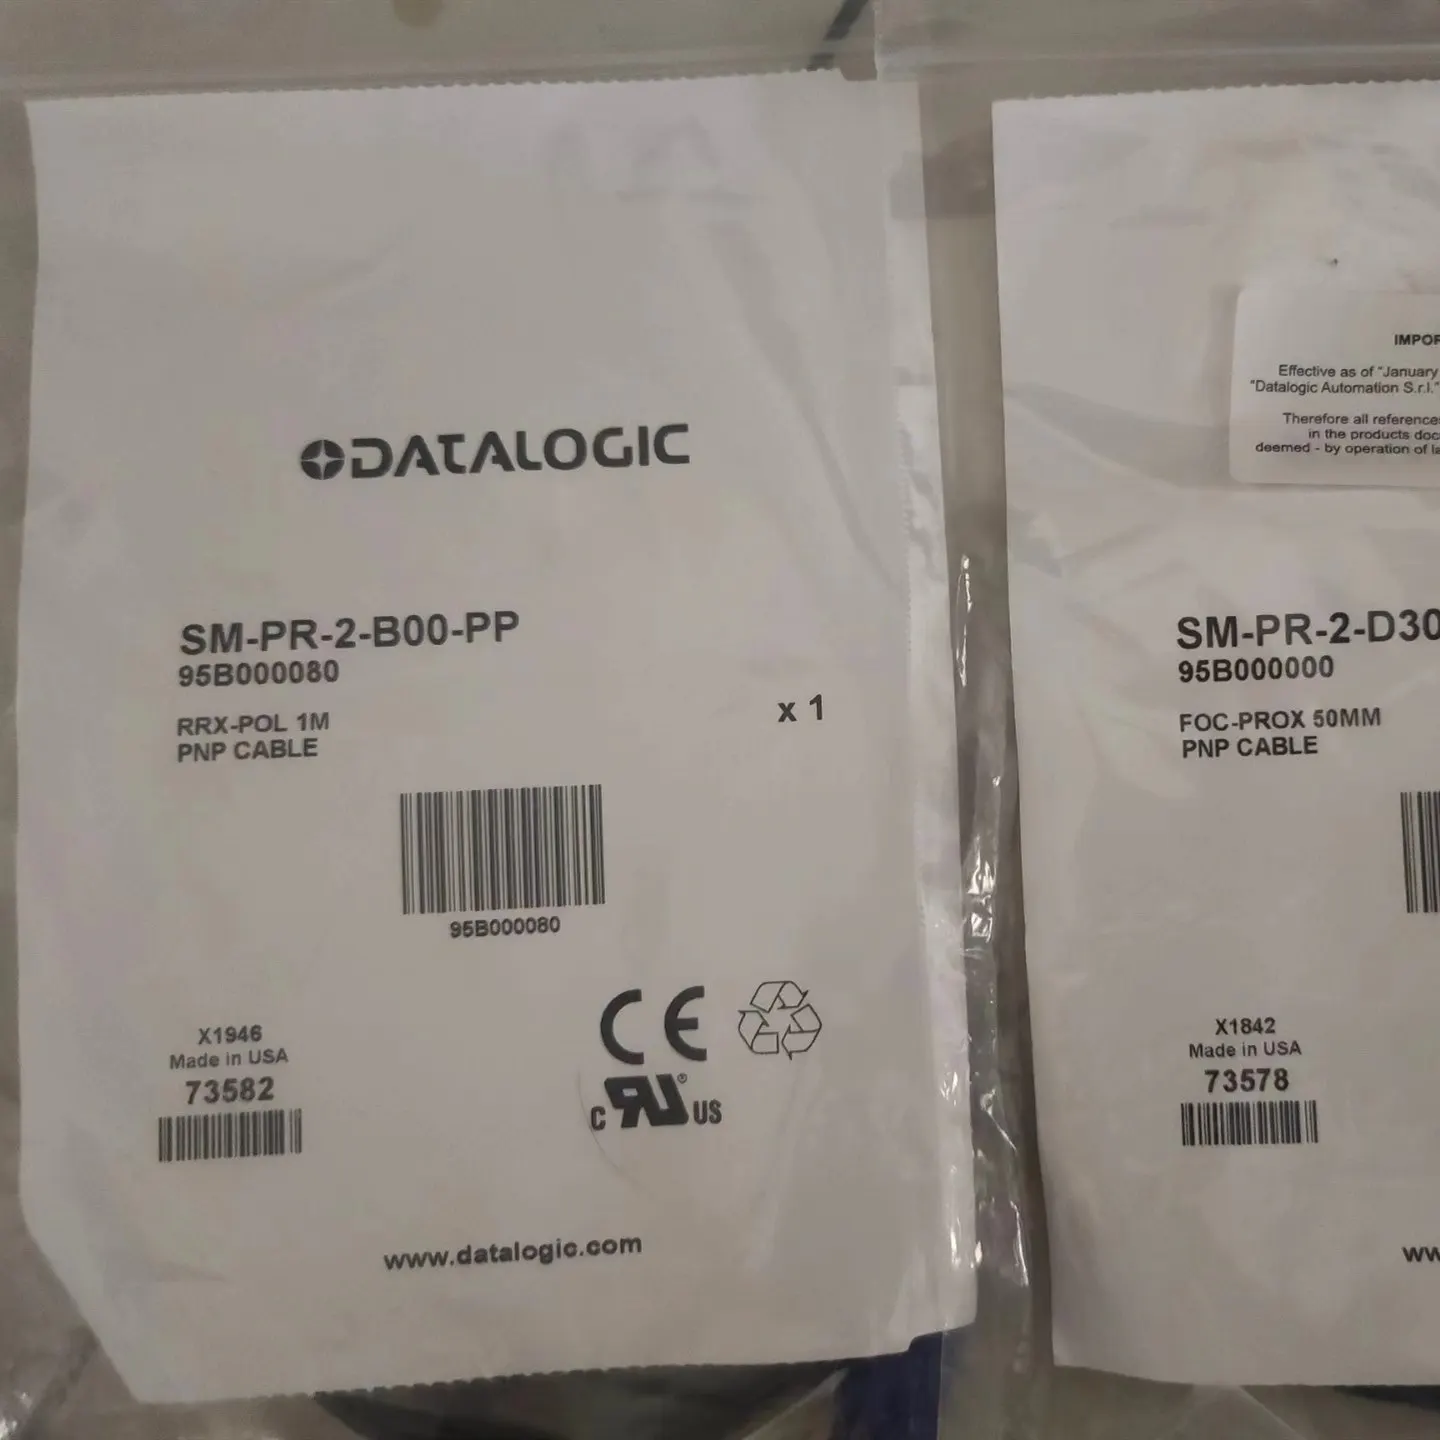 DATALOGIC
SM-PR-2-B00-PP
95B000080
RRX-POL 1M
PNP CABLE
x 1
95B000080
X1946
Made in USA
73582
CE
C RU® US
www.datalogic.com
IMPOR
Effective as of "January
"Datalogic Automation S.r.l."
Therefore all references
in the products doc
deemed - by operation of la
SM-PR-2-D30
95B000000
FOC-PROX 50MM
PNP CABLE
X1842
Made in USA
73578
ww